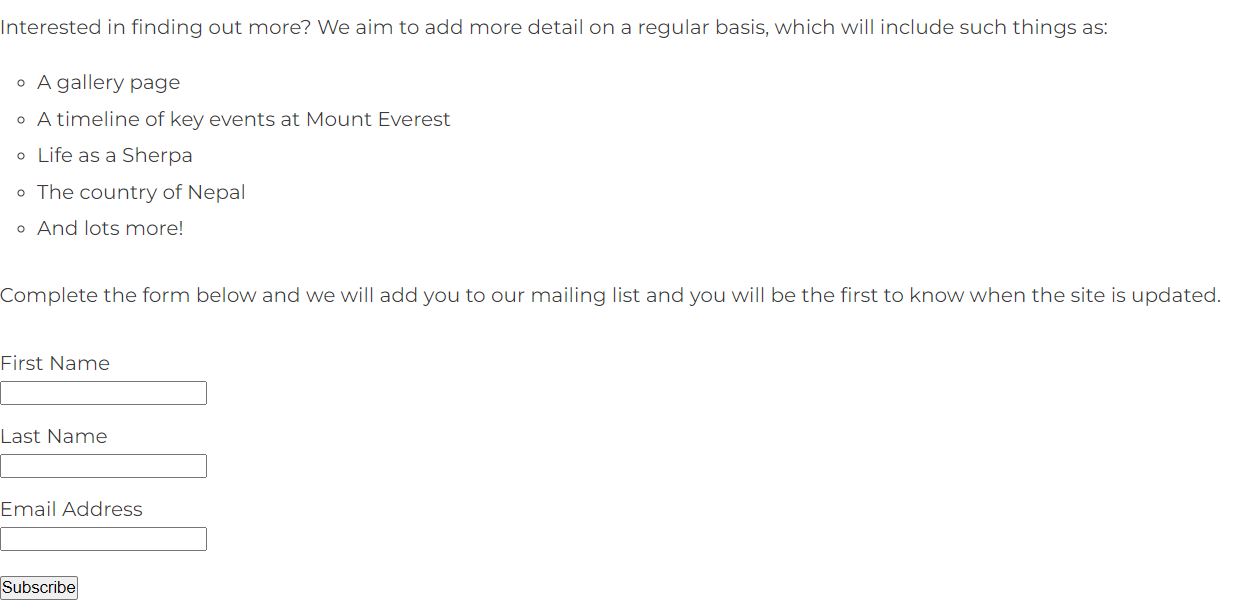 Interested in finding out more? We aim to add more detail on a regular basis, which will include such things as:
A gallery page
A timeline of key events at Mount Everest
Life as a Sherpa
The country of Nepal
And lots more!
Complete the form below and we will add you to our mailing list and you will be the first to know when the site is updated.
First Name
Last Name
Email Address
Subscribe